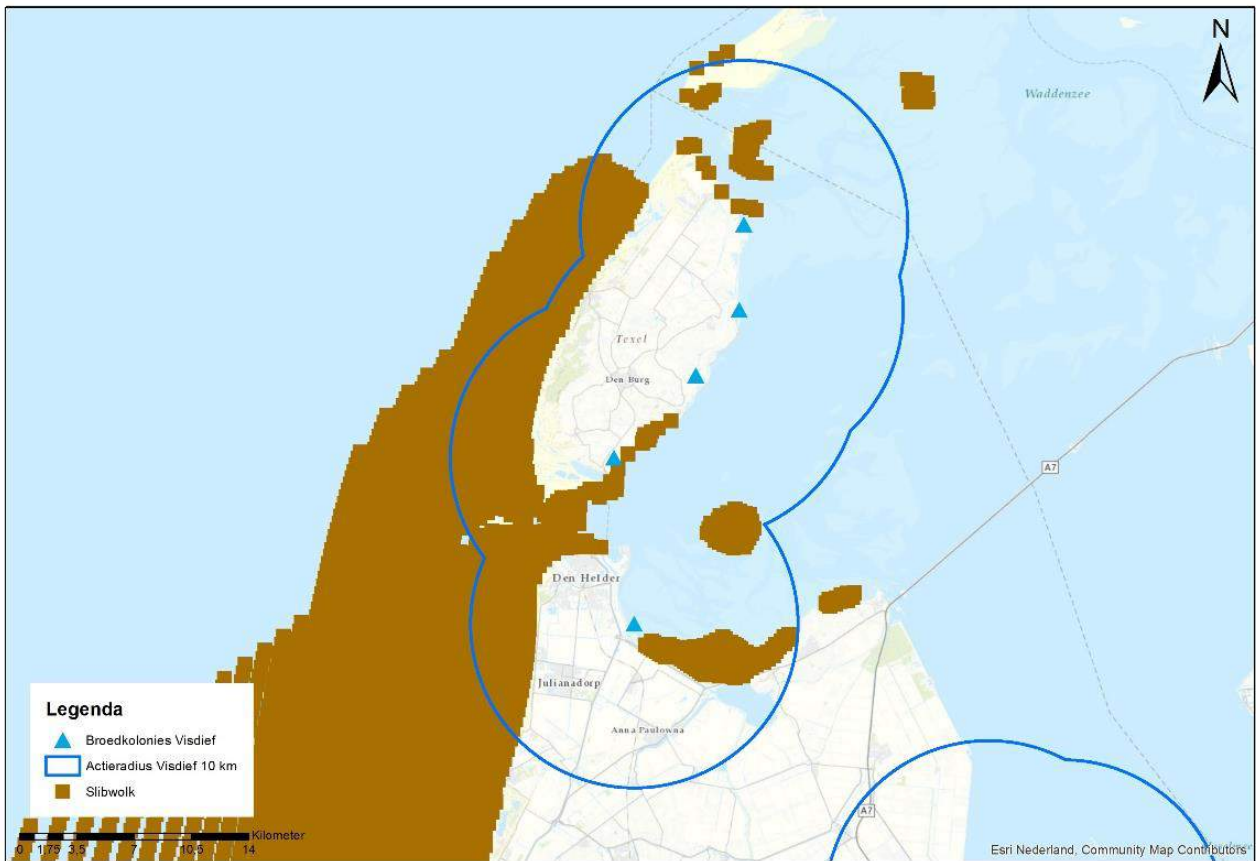 N
Waddenzee
Texel
Den Burg
A7
Den Helder
Julianadorp
Anna Paulowna
A7
Legenda
Broedkolonies Visdief
Actieradius Visdief 10 km
Slibwolk
Kilometer
0 1,75 3,5 7 10,5 14
Esri Nederland, Community Map Contributors